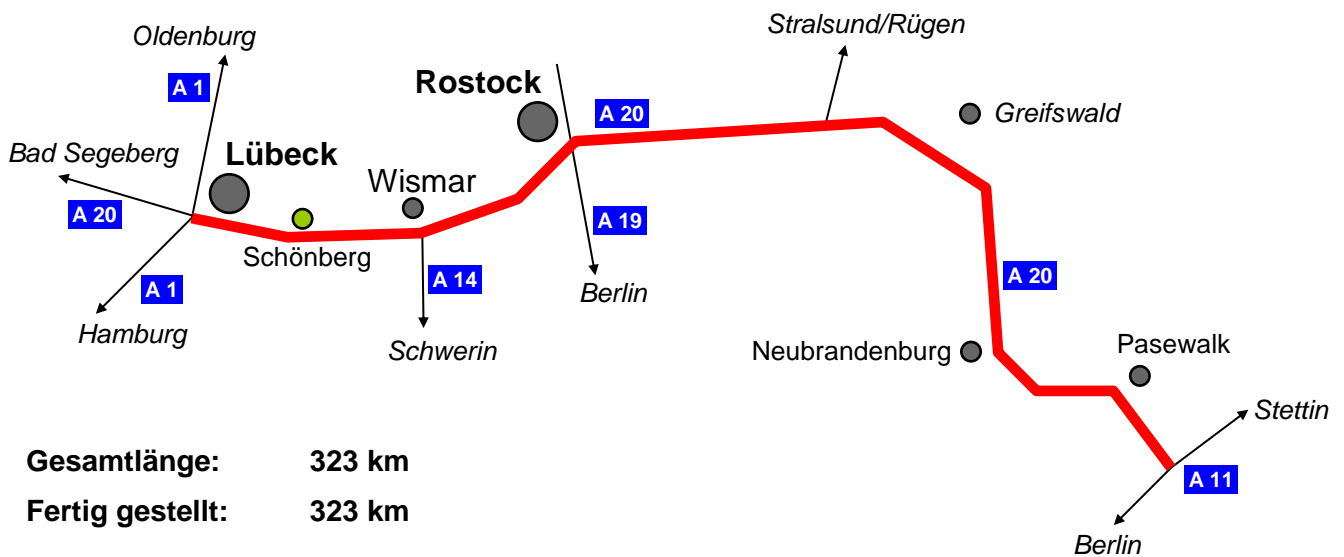 Stralsund/Rügen
Oldenburg
A 1
Rostock
A 20
Greifswald
Bad Segeberg
Lübeck
Wismar
A 20
A 19
Schönberg
A 14
A 20
A 1
Berlin
Hamburg
Schwerin
Neubrandenburg
Pasewalk
Stettin
Gesamtlänge: 323 km
A 11
Fertig gestellt: 323 km
Berlin